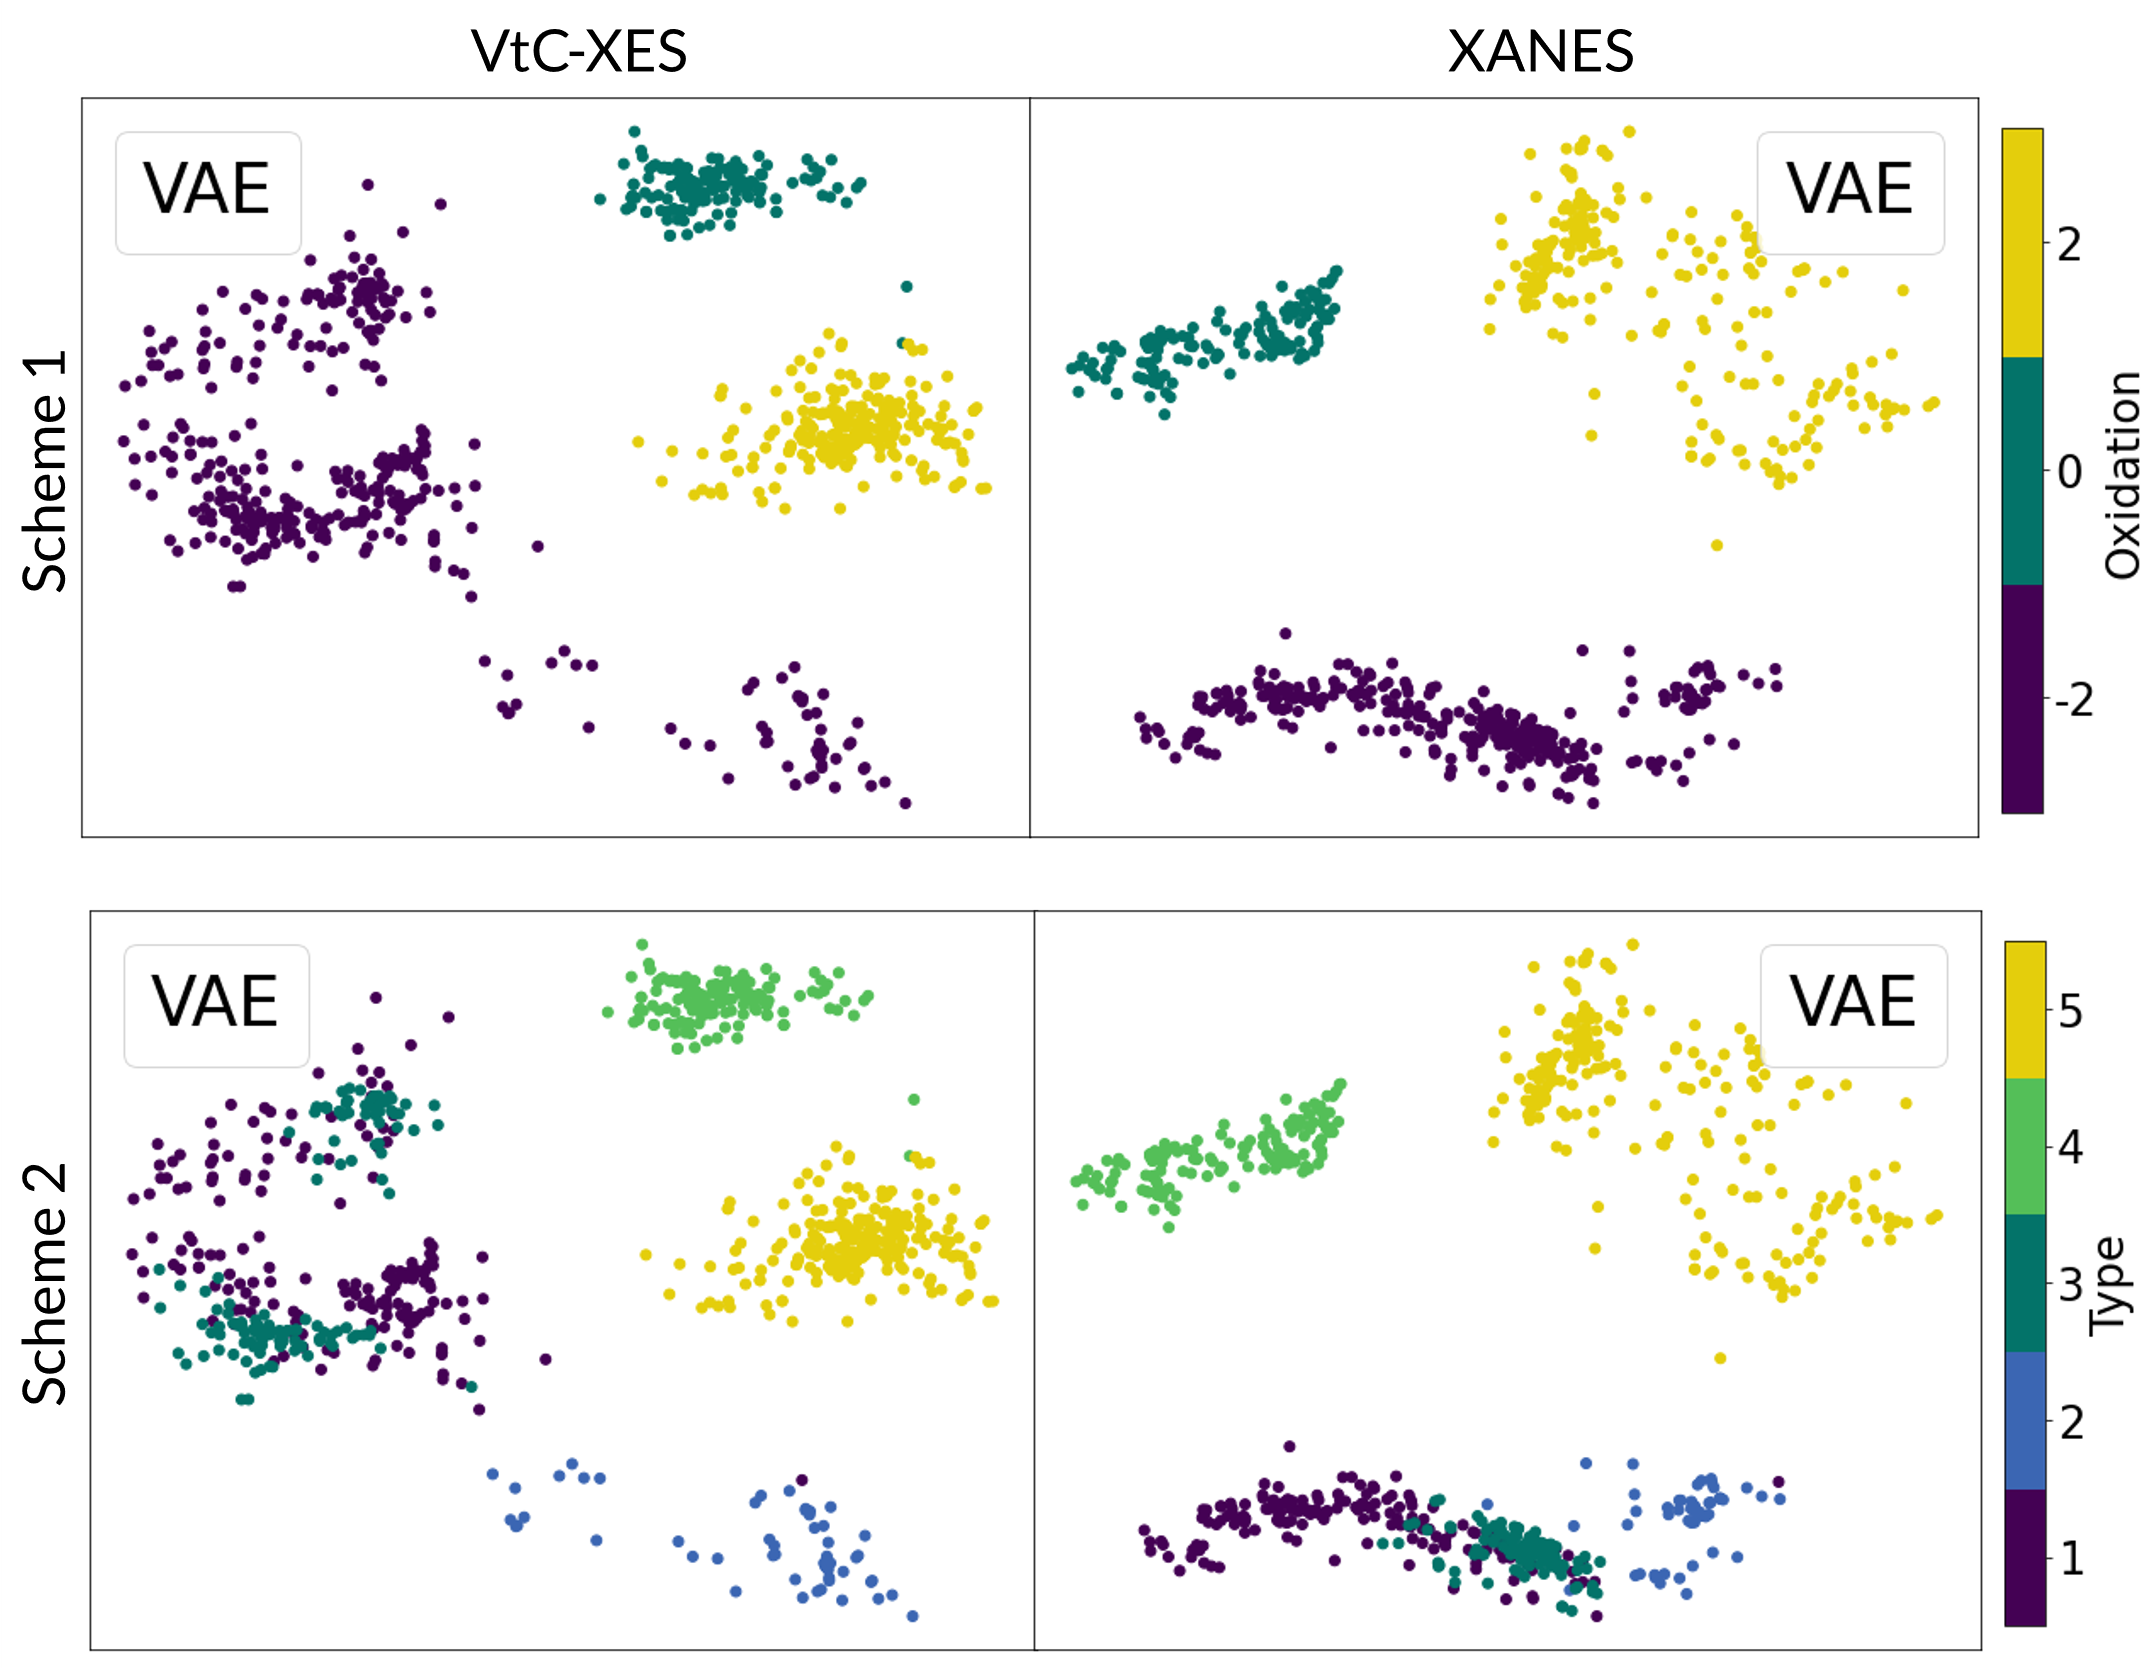 VtC-XES
XANES
Scheme 1
VAE
VAE
2
0
-2
Oxidation
Scheme 2
VAE
VAE
5
4
3
2
1
Type